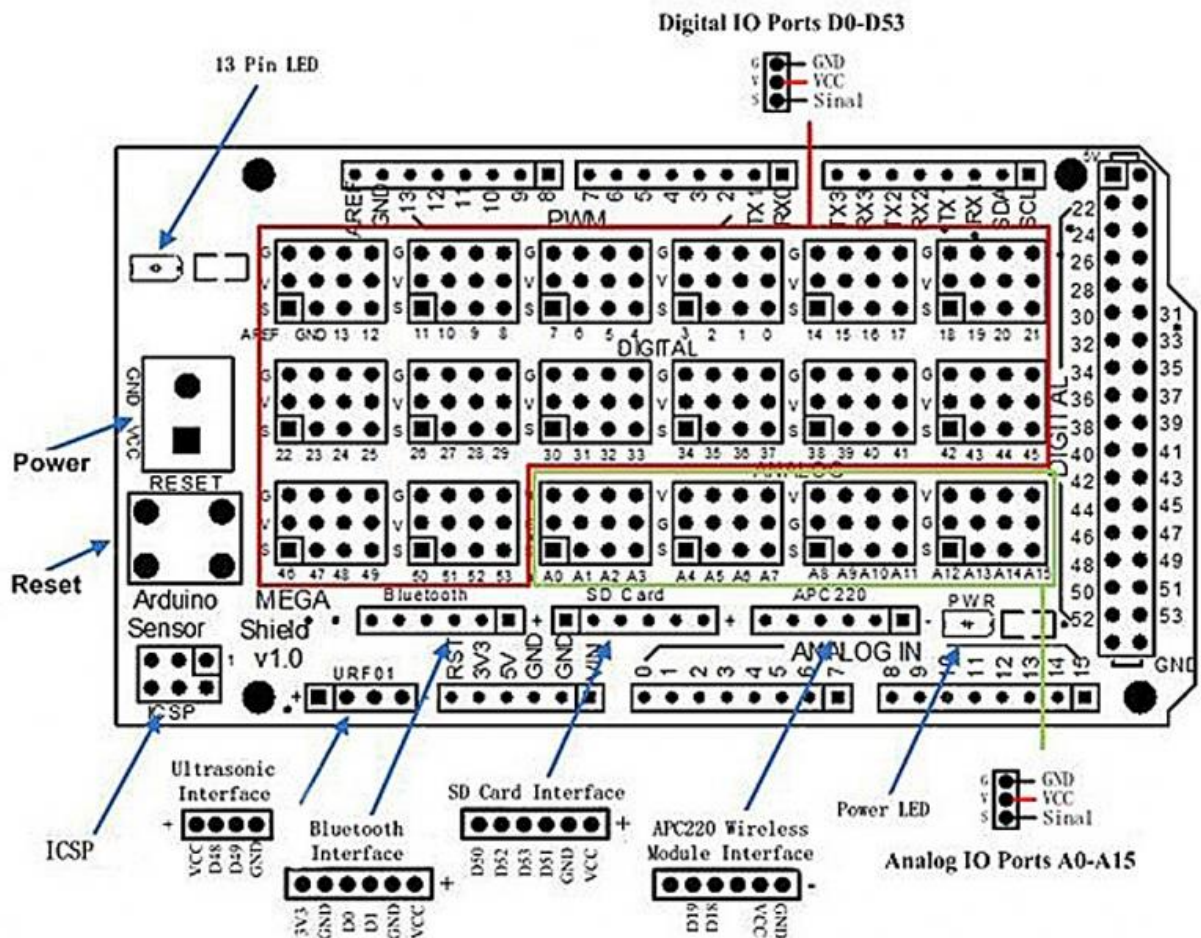 Digital IO Ports D0-D53
G GND
V VCC
S Sinal
13 Pin LED
5V
AREF GND 13 12 11 10 9 8
7 6 5 4 3 2 TX 1 RX0
TX3 RX3 TX2 RX2 TX 1 RX 1 SDA SCL
PWM
22
24
26
28
30 31
32 33
34 35
36 37
38 39
40 41
42 43
44 45
46 47
48 49
50 51
52 53
GND
DIGITAL
G G G G G G
V V V V V V
S S S S S S
AREF GND 13 12 11 10 9 8 7 6 5 4 3 2 1 0 14 15 16 17 18 19 20 21
DIGITAL
G G G G G G
V V V V V V
S S S S S S
22 23 24 25 26 27 28 29 30 31 32 33 34 35 36 37 38 39 40 41 42 43 44 45
ANALOG
G G V V V
V V G G G
S S S S S
46 47 48 49 50 51 52 53 A0 A1 A2 A3 A4 A5 A6 A7 A8 A9 A10 A11 A12 A13 A14 A15
GND
VCC
Power
RESET
Reset
Arduino MEGA
Sensor Shield
v1.0
1
ICSP
Bluetooth +
SD Card +
APC220 -
PWR
+ URF01 -
RST 3V3 5V GND GND VIN
ANALOG IN
0 1 2 3 4 5 6 7
8 9 10 11 12 13 14 15
ICSP
Ultrasonic
Interface
+
VCC D48 D49 GND
Bluetooth
Interface
+
3V3 GND D0 D1 GND VCC
SD Card Interface
+
D50 D52 D53 D51 GND VCC
APC220 Wireless
Module Interface
-
D19 D18 VCC GND
Power LED
G GND
V VCC
S Sinal
Analog IO Ports A0-A15